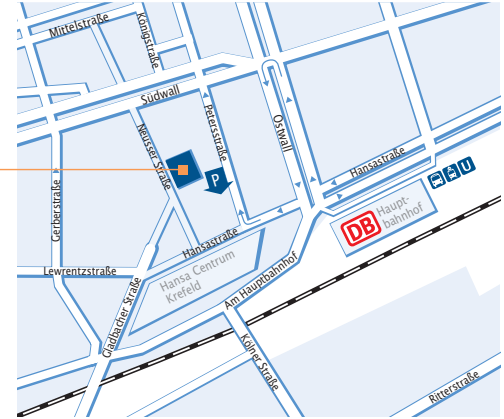 Mittelstraße
Königstraße
Südwall
Petersstraße
Neusser Straße
Ostwall
P
Hansastraße
U
Gerberstraße
DB
Haupt-
bahnhof
Hansastraße
Lewrentzstraße
Hansa Centrum
Krefeld
Gladbacher Straße
Am Hauptbahnhof
Kölner Straße
Ritterstraße